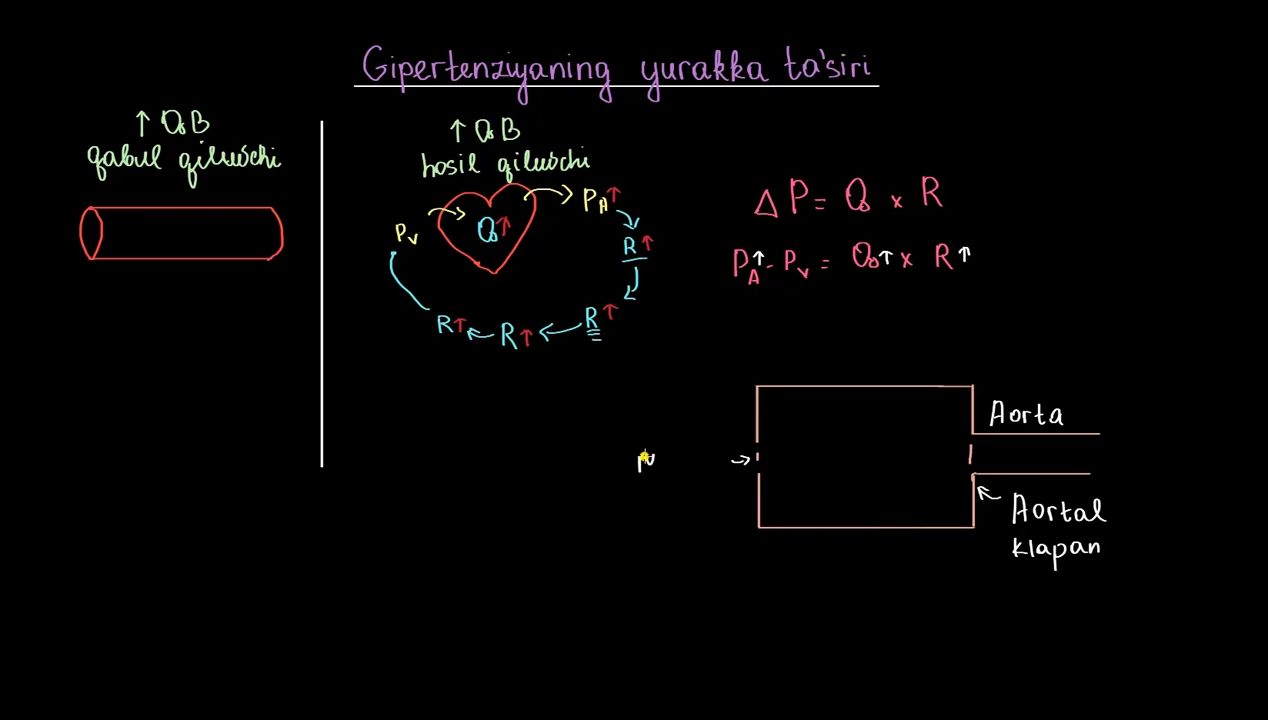 Gipertenziyaning yurakka ta'siri
↑ QB
qabul qiluvchi
↑ QB
hosil qiluvchi
Pv
Q↑
PA↑
R↑
R↑
R↑
R↑
ΔP = Q × R
PA↑ - Pv = Q↑ × R↑
Aorta
Aortal
klapan